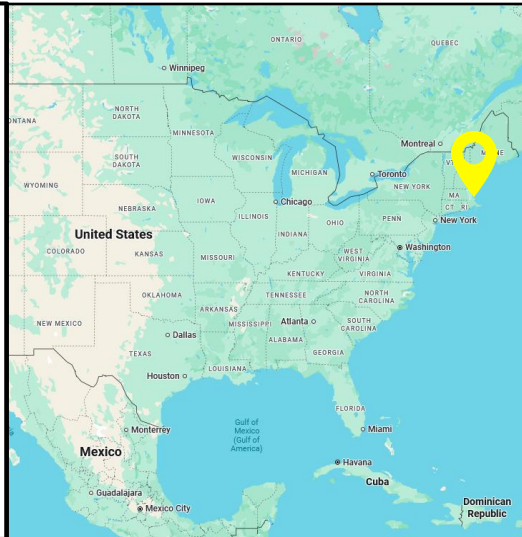 ONTARIO
QUEBEC
Winnipeg
NORTH
DAKOTA
ONTANA
MINNESOTA
Montreal
SOUTH
DAKOTA
WISCONSIN
VT
NE
MICHIGAN
Toronto
WYOMING
NEW YORK
MA
IOWA
Chicago
CT RI
NEBRASKA
New York
ILLINOIS
OHIO
PENN
INDIANA
United States
Washington
COLORADO
KANSAS
MISSOURI
WEST
VIRGINIA
KENTUCKY
VIRGINIA
OKLAHOMA
TENNESSEE
NORTH
CAROLINA
ARKANSAS
NEW MEXICO
MISSISSIPPI
Atlanta
SOUTH
CAROLINA
Dallas
ALABAMA
TEXAS
GEORGIA
LOUISIANA
Houston
FLORIDA
Gulf of
Mexico
(Gulf of
America)
Monterrey
Miami
Mexico
Havana
Cuba
Guadalajara
Mexico City
Dominican
Republic